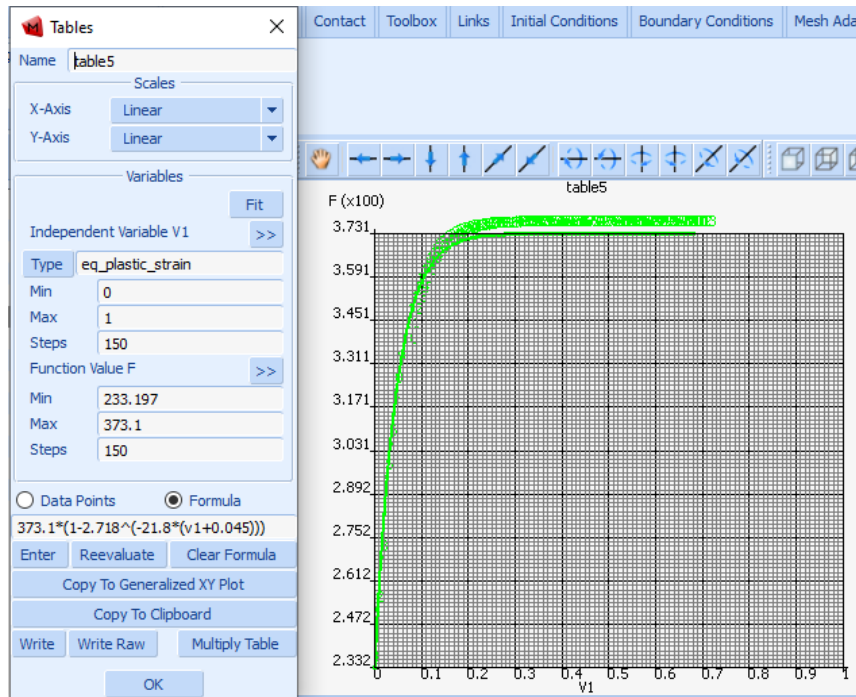 Tables
Name table5
Scales
X-Axis Linear
Y-Axis Linear
Variables
Fit
Independent Variable V1 >>
Type eq_plastic_strain
Min 0
Max 1
Steps 150
Function Value F >>
Min 233.197
Max 373.1
Steps 150
Data Points Formula
373.1*(1-2.718^(-21.8*(v1+0.045)))
Enter Reevaluate Clear Formula
Copy To Generalized XY Plot
Copy To Clipboard
Write Write Raw Multiply Table
OK
Contact Toolbox Links Initial Conditions Boundary Conditions Mesh Ada
table5
F (x100)
3.731
3.591
3.451
3.311
3.171
3.031
2.892
2.752
2.612
2.472
2.332
0 0.1 0.2 0.3 0.4 0.5 0.6 0.7 0.8 0.9 1
V1